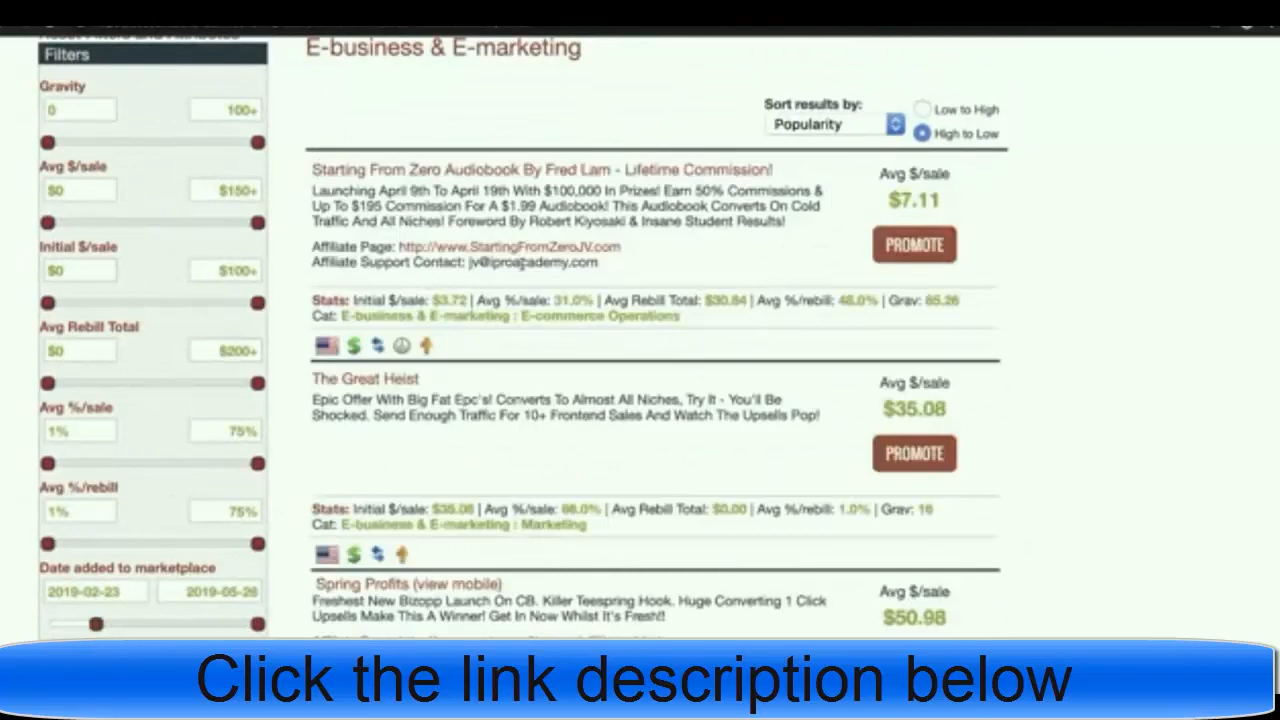 E-business & E-marketing
Filters
Gravity
0
100+
Avg $/sale
$0
$150+
Initial $/sale
$0
$100+
Avg Rebill Total
$0
$200+
Avg %/sale
1%
75%
Avg %/rebill
1%
75%
Date added to marketplace
2019-02-23
2019-05-26
Sort results by:
Popularity
Low to High
High to Low
Starting From Zero Audiobook By Fred Lam - Lifetime Commission!
Launching April 9th To April 19th With $100,000 In Prizes! Earn 50% Commissions &
Up To $195 Commission For A $1.99 Audiobook! This Audiobook Converts On Cold
Traffic And All Niches! Foreword By Robert Kiyosaki & Insane Student Results!
Affiliate Page: http://www.StartingFromZeroJV.com
Affiliate Support Contact: jv@iproacademy.com
Avg $/sale
$7.11
PROMOTE
Stats: Initial $/sale: $3.72 | Avg %/sale: 31.0% | Avg Rebill Total: $30.84 | Avg %/rebill: 48.0% | Grav: 65.26
Cat: E-business & E-marketing : E-commerce Operations
The Great Heist
Epic Offer With Big Fat Epc's! Converts To Almost All Niches, Try It - You'll Be
Shocked. Send Enough Traffic For 10+ Frontend Sales And Watch The Upsells Pop!
Avg $/sale
$35.08
PROMOTE
Stats: Initial $/sale: $35.08 | Avg %/sale: 66.0% | Avg Rebill Total: $0.00 | Avg %/rebill: 1.0% | Grav: 16
Cat: E-business & E-marketing : Marketing
Spring Profits (view mobile)
Freshest New Bizopp Launch On CB. Killer Teespring Hook. Huge Converting 1 Click
Upsells Make This A Winner! Get In Now Whilst It's Fresh!!
Avg $/sale
$50.98
Click the link description below